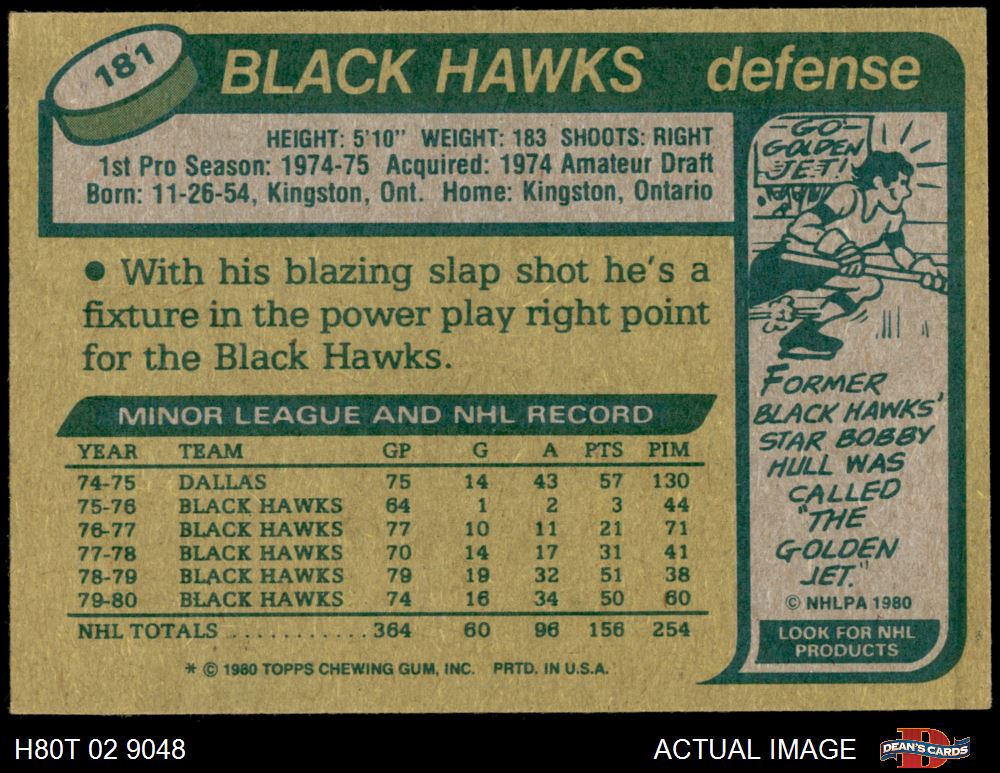 181
BLACK HAWKS defense
HEIGHT: 5'10" WEIGHT: 183 SHOOTS: RIGHT
1st Pro Season: 1974-75 Acquired: 1974 Amateur Draft
Born: 11-26-54, Kingston, Ont. Home: Kingston, Ontario
● With his blazing slap shot he's a
fixture in the power play right point
for the Black Hawks.
MINOR LEAGUE AND NHL RECORD
YEAR TEAM GP G A PTS PIM
74-75 DALLAS 75 14 43 57 130
75-76 BLACK HAWKS 64 1 2 3 44
76-77 BLACK HAWKS 77 10 11 21 71
77-78 BLACK HAWKS 70 14 17 31 41
78-79 BLACK HAWKS 79 19 32 51 38
79-80 BLACK HAWKS 74 16 34 50 60
NHL TOTALS ........... 364 60 96 156 254
* © 1980 TOPPS CHEWING GUM, INC. PRTD. IN U.S.A.
-GO-
GOLDEN
JET!
FORMER
BLACK HAWKS'
STAR BOBBY
HULL WAS
CALLED
"THE
GOLDEN
JET."
© NHLPA 1980
LOOK FOR NHL
PRODUCTS
H80T 02 9048
ACTUAL IMAGE
D
DEAN'S CARDS